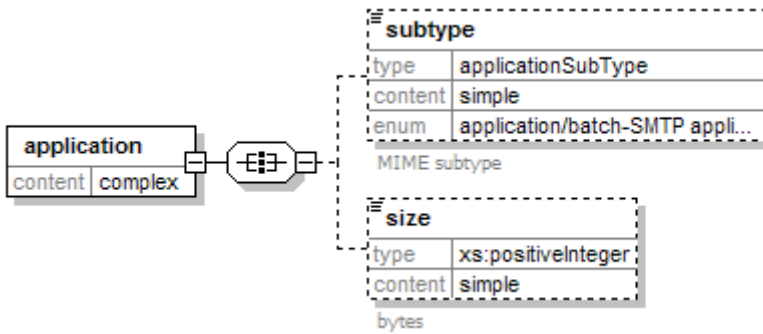 subtype
type applicationSubType
content simple
enum application/batch-SMTP appli...
MIME subtype
application
content complex
size
type xs:positiveInteger
content simple
bytes